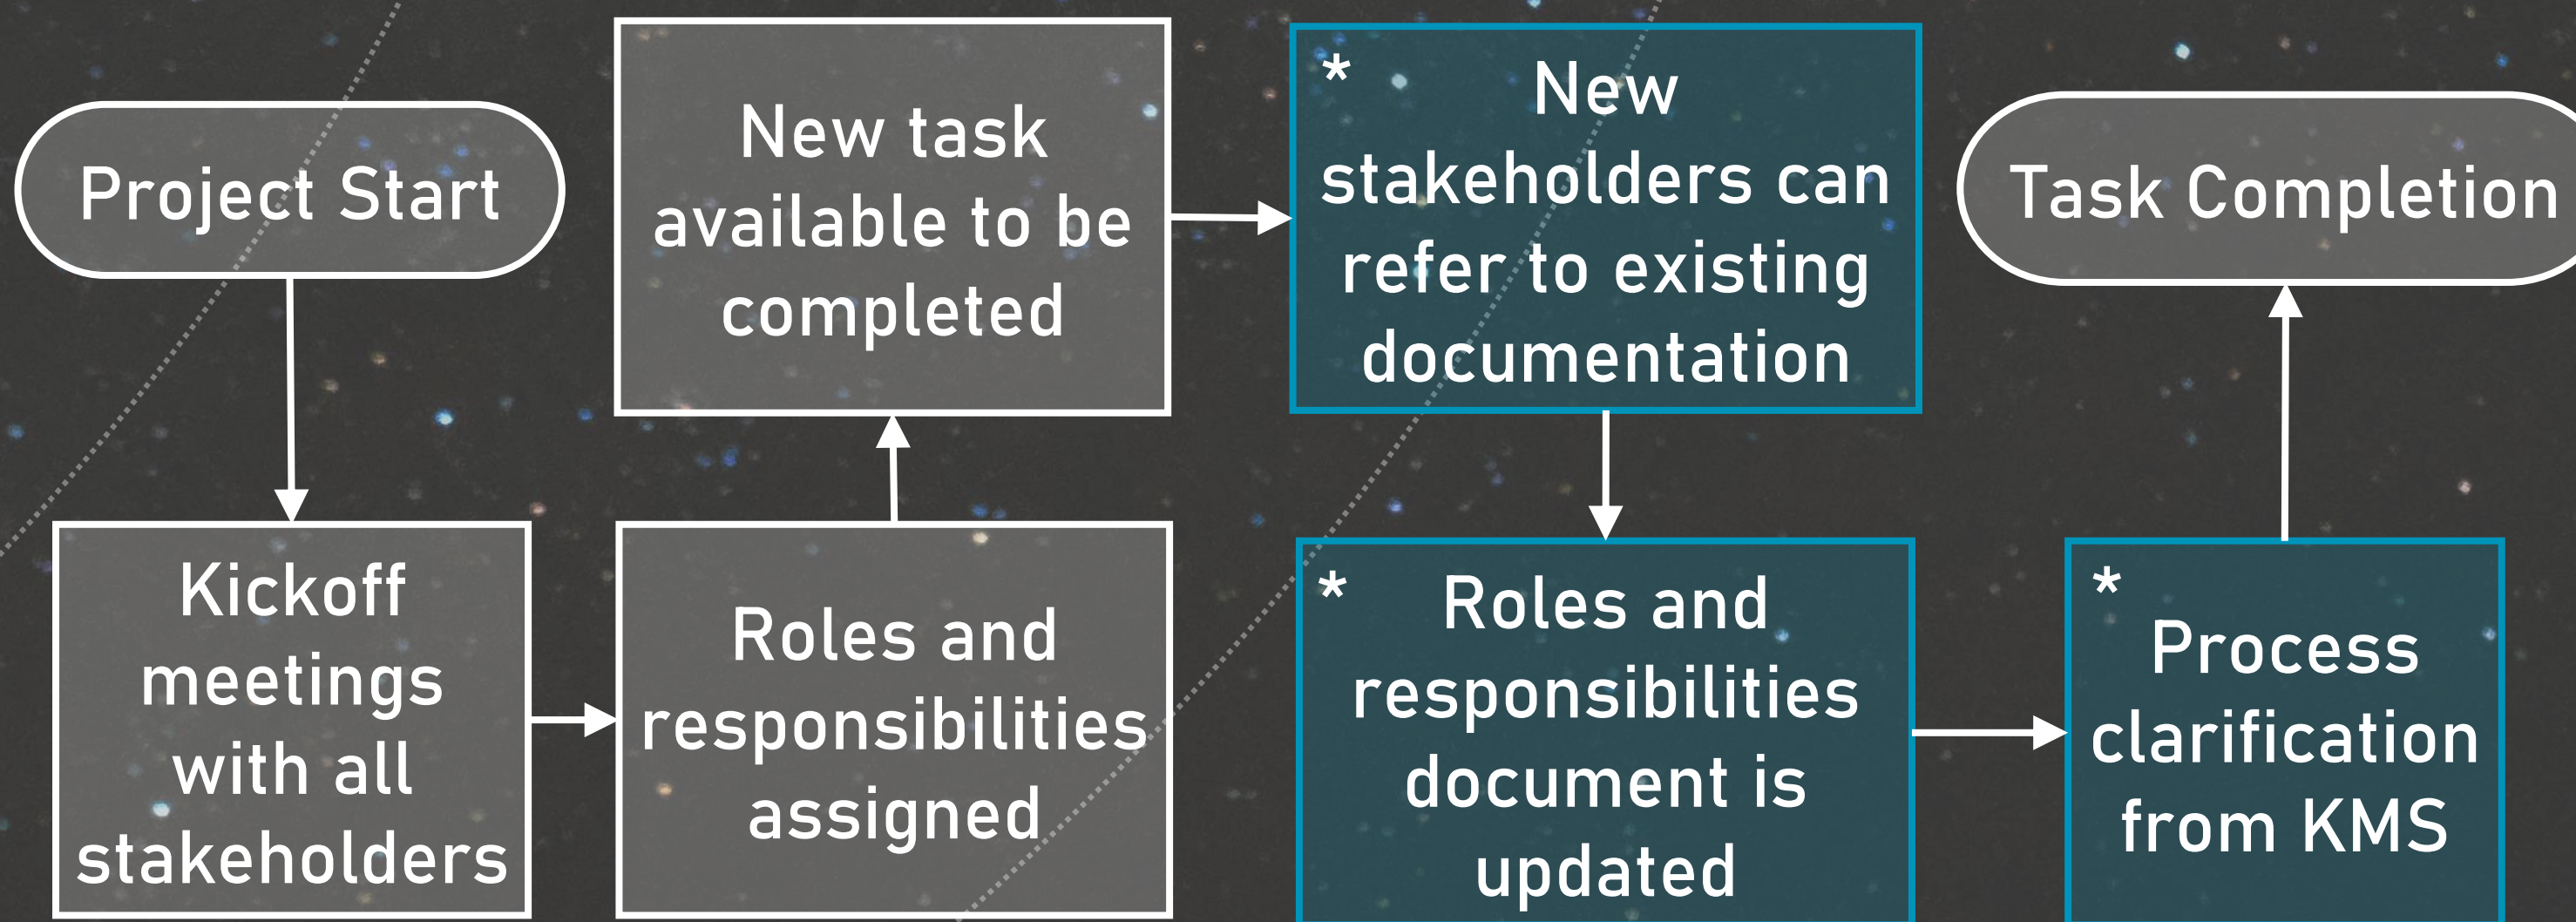 Project Start
Kickoff
meetings
with all
stakeholders
Roles and
responsibilities
assigned
New task
available to be
completed
* New
stakeholders can
refer to existing
documentation
* Roles and
responsibilities
document is
updated
*
Process
clarification
from KMS
Task Completion